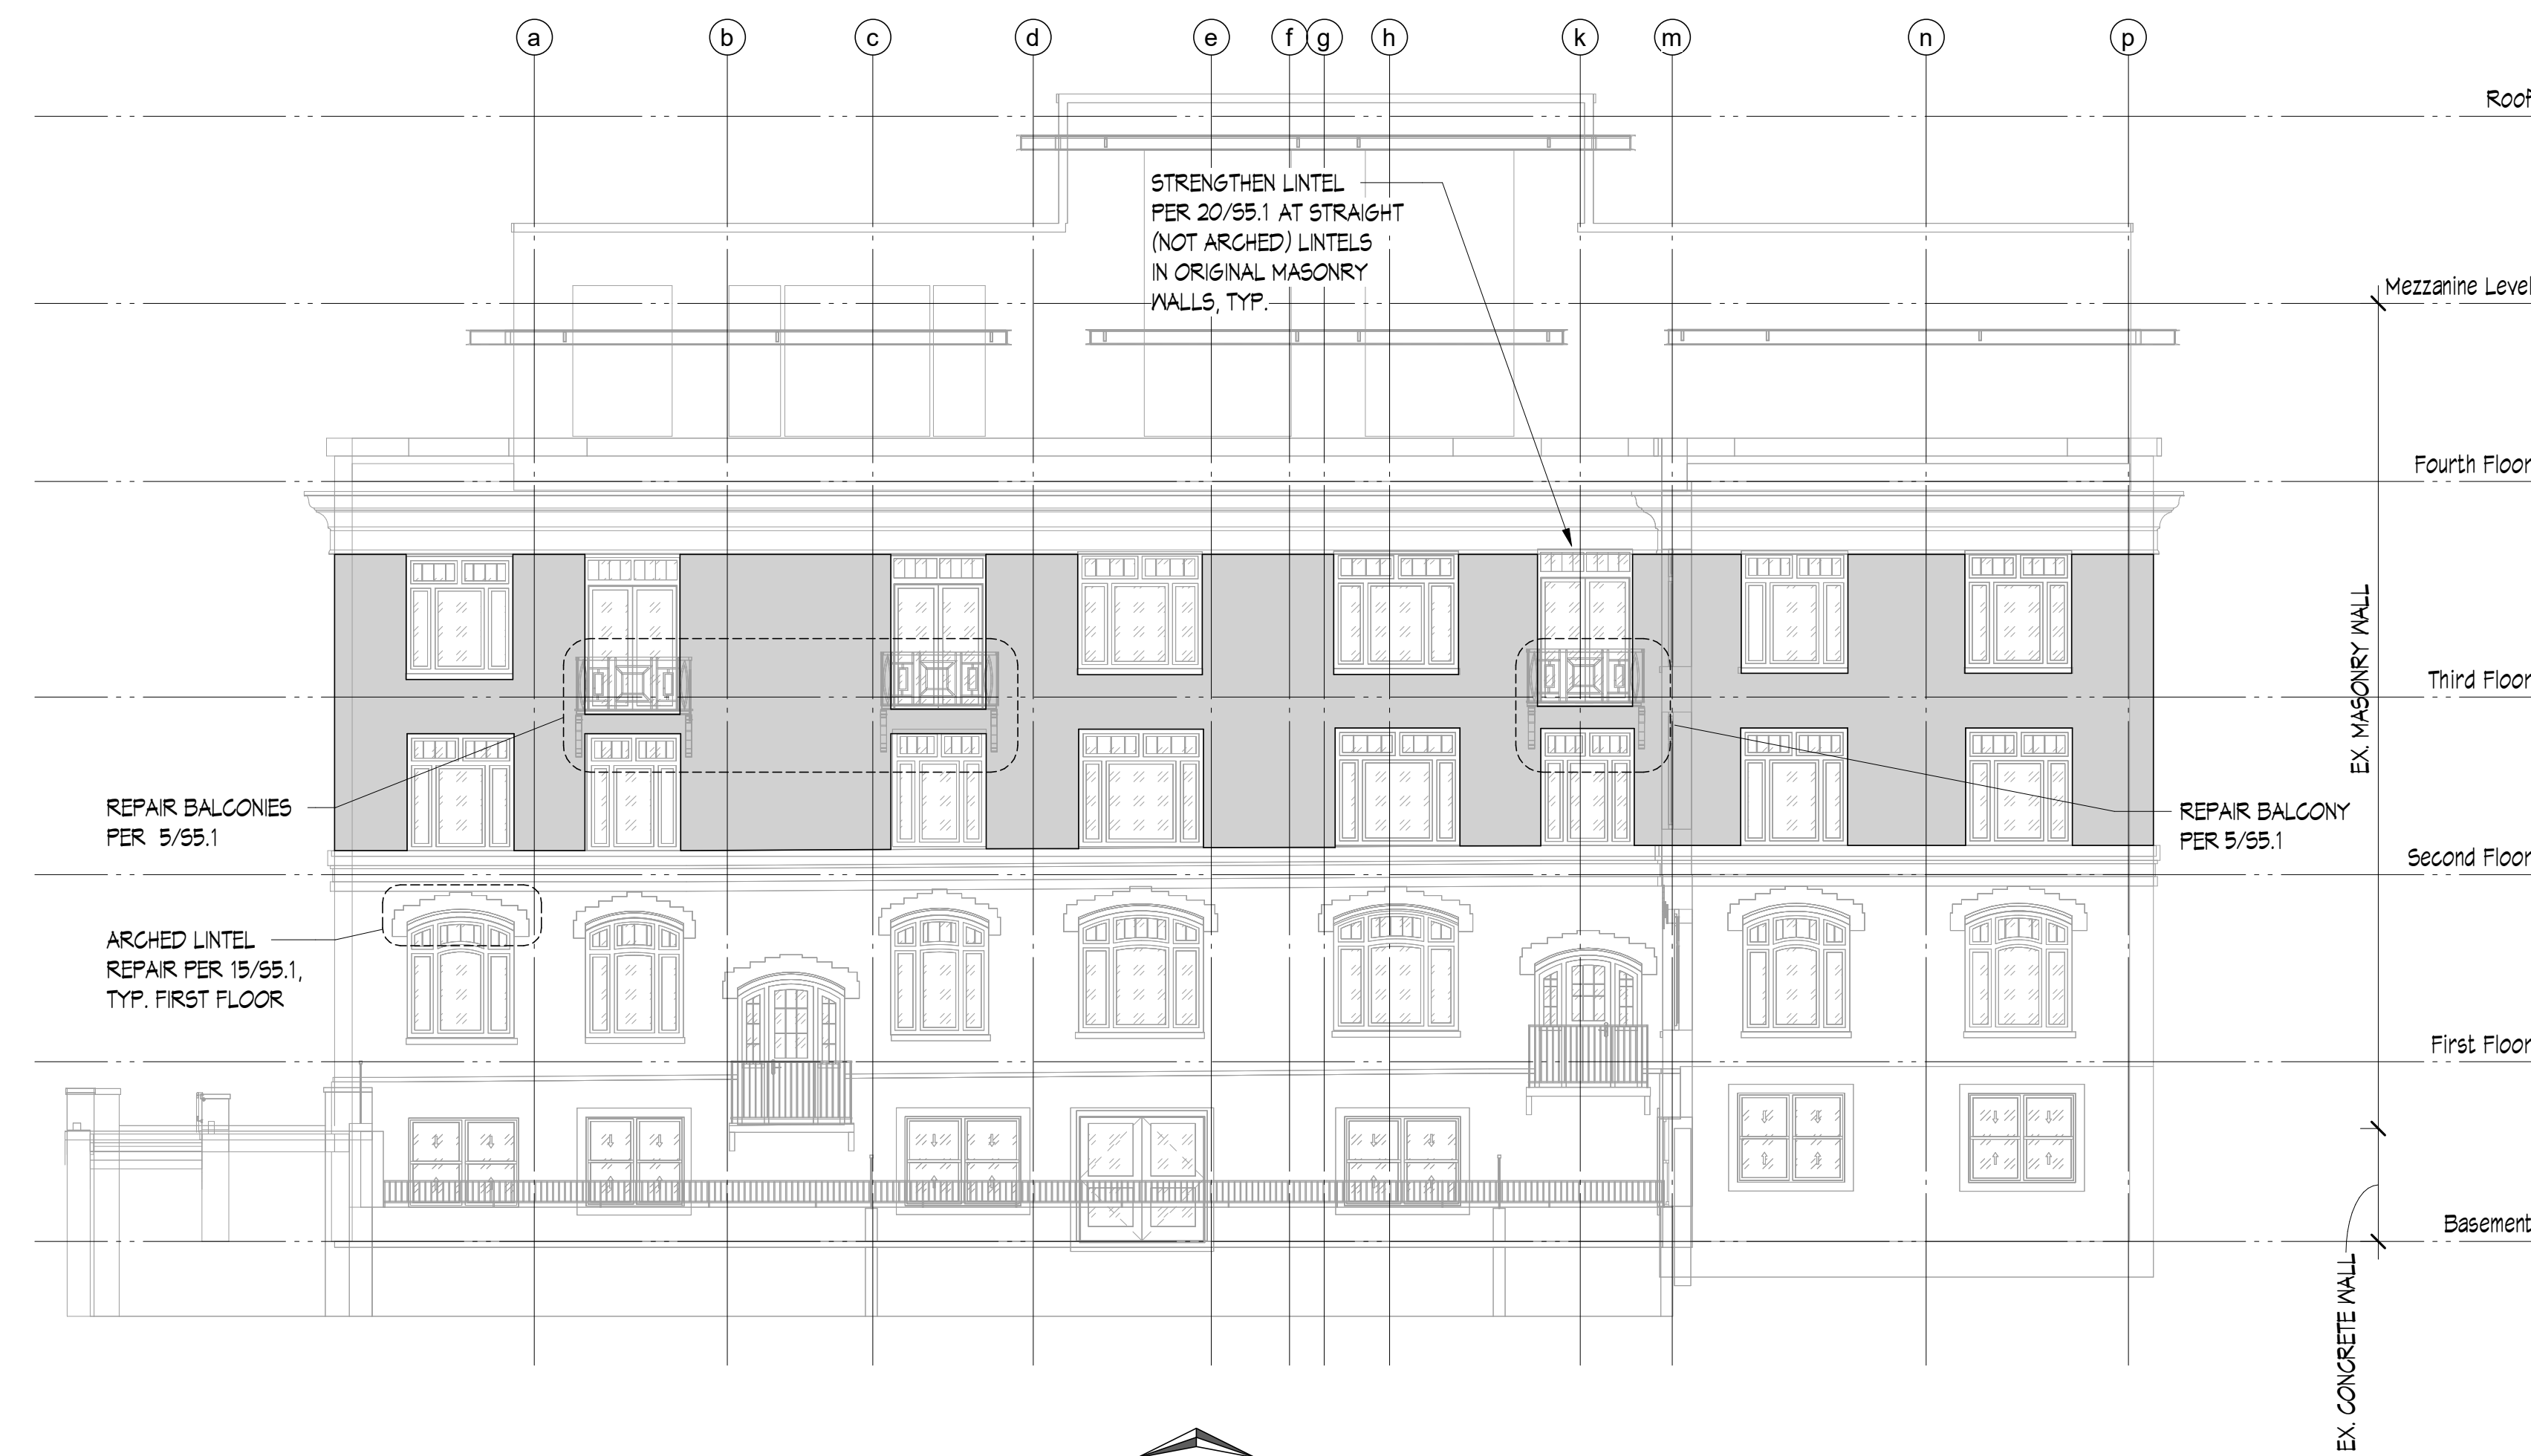 a b c d e f g h k m n p
Roof
STRENGTHEN LINTEL
PER 20/S5.1 AT STRAIGHT
(NOT ARCHED) LINTELS
IN ORIGINAL MASONRY
WALLS, TYP.
Mezzanine Level
Fourth Floor
EX. MASONRY WALL
Third Floor
REPAIR BALCONIES
PER 5/S5.1
REPAIR BALCONY
PER 5/S5.1
Second Floor
ARCHED LINTEL
REPAIR PER 15/S5.1,
TYP. FIRST FLOOR
First Floor
Basement
EX. CONCRETE WALL